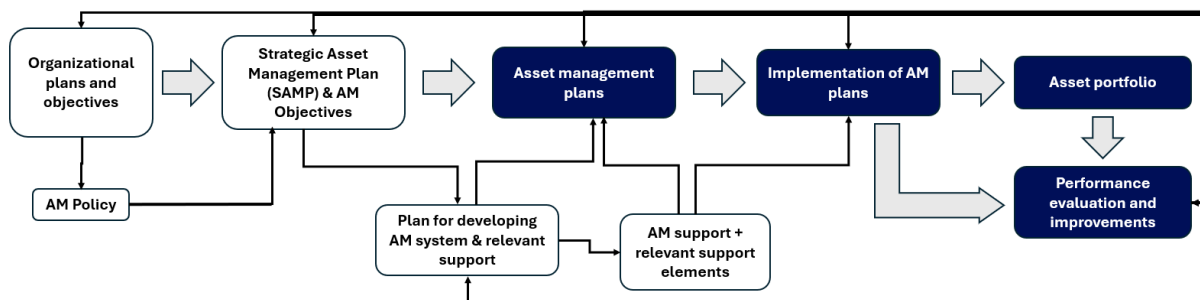 Organizational
plans and
objectives
Strategic Asset
Management Plan
(SAMP) & AM
Objectives
Asset management
plans
Implementation of AM
plans
Asset portfolio
AM Policy
Plan for developing
AM system & relevant
support
AM support +
relevant support
elements
Performance
evaluation and
improvements